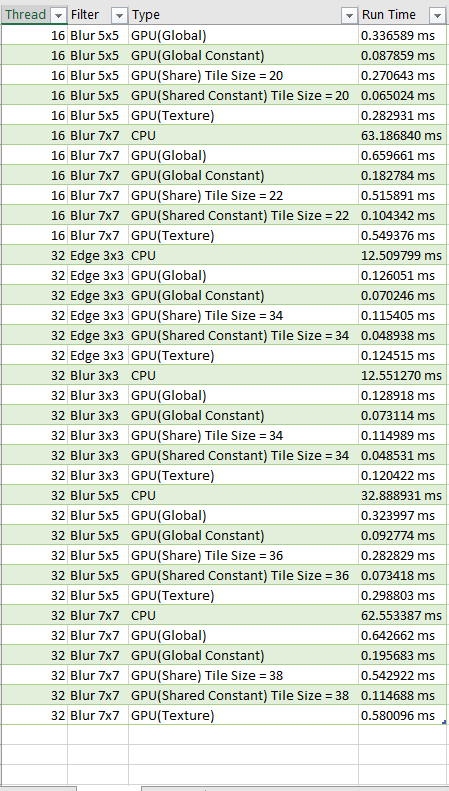 Thread Filter Type Run Time
16 Blur 5x5 GPU(Global) 0.336589 ms
16 Blur 5x5 GPU(Global Constant) 0.087859 ms
16 Blur 5x5 GPU(Share) Tile Size = 20 0.270643 ms
16 Blur 5x5 GPU(Shared Constant) Tile Size = 20 0.065024 ms
16 Blur 5x5 GPU(Texture) 0.282931 ms
16 Blur 7x7 CPU 63.186840 ms
16 Blur 7x7 GPU(Global) 0.659661 ms
16 Blur 7x7 GPU(Global Constant) 0.182784 ms
16 Blur 7x7 GPU(Share) Tile Size = 22 0.515891 ms
16 Blur 7x7 GPU(Shared Constant) Tile Size = 22 0.104342 ms
16 Blur 7x7 GPU(Texture) 0.549376 ms
32 Edge 3x3 CPU 12.509799 ms
32 Edge 3x3 GPU(Global) 0.126051 ms
32 Edge 3x3 GPU(Global Constant) 0.070246 ms
32 Edge 3x3 GPU(Share) Tile Size = 34 0.115405 ms
32 Edge 3x3 GPU(Shared Constant) Tile Size = 34 0.048938 ms
32 Edge 3x3 GPU(Texture) 0.124515 ms
32 Blur 3x3 CPU 12.551270 ms
32 Blur 3x3 GPU(Global) 0.128918 ms
32 Blur 3x3 GPU(Global Constant) 0.073114 ms
32 Blur 3x3 GPU(Share) Tile Size = 34 0.114989 ms
32 Blur 3x3 GPU(Shared Constant) Tile Size = 34 0.048531 ms
32 Blur 3x3 GPU(Texture) 0.120422 ms
32 Blur 5x5 CPU 32.888931 ms
32 Blur 5x5 GPU(Global) 0.323997 ms
32 Blur 5x5 GPU(Global Constant) 0.092774 ms
32 Blur 5x5 GPU(Share) Tile Size = 36 0.282829 ms
32 Blur 5x5 GPU(Shared Constant) Tile Size = 36 0.073418 ms
32 Blur 5x5 GPU(Texture) 0.298803 ms
32 Blur 7x7 CPU 62.553387 ms
32 Blur 7x7 GPU(Global) 0.642662 ms
32 Blur 7x7 GPU(Global Constant) 0.195683 ms
32 Blur 7x7 GPU(Share) Tile Size = 38 0.542922 ms
32 Blur 7x7 GPU(Shared Constant) Tile Size = 38 0.114688 ms
32 Blur 7x7 GPU(Texture) 0.580096 ms